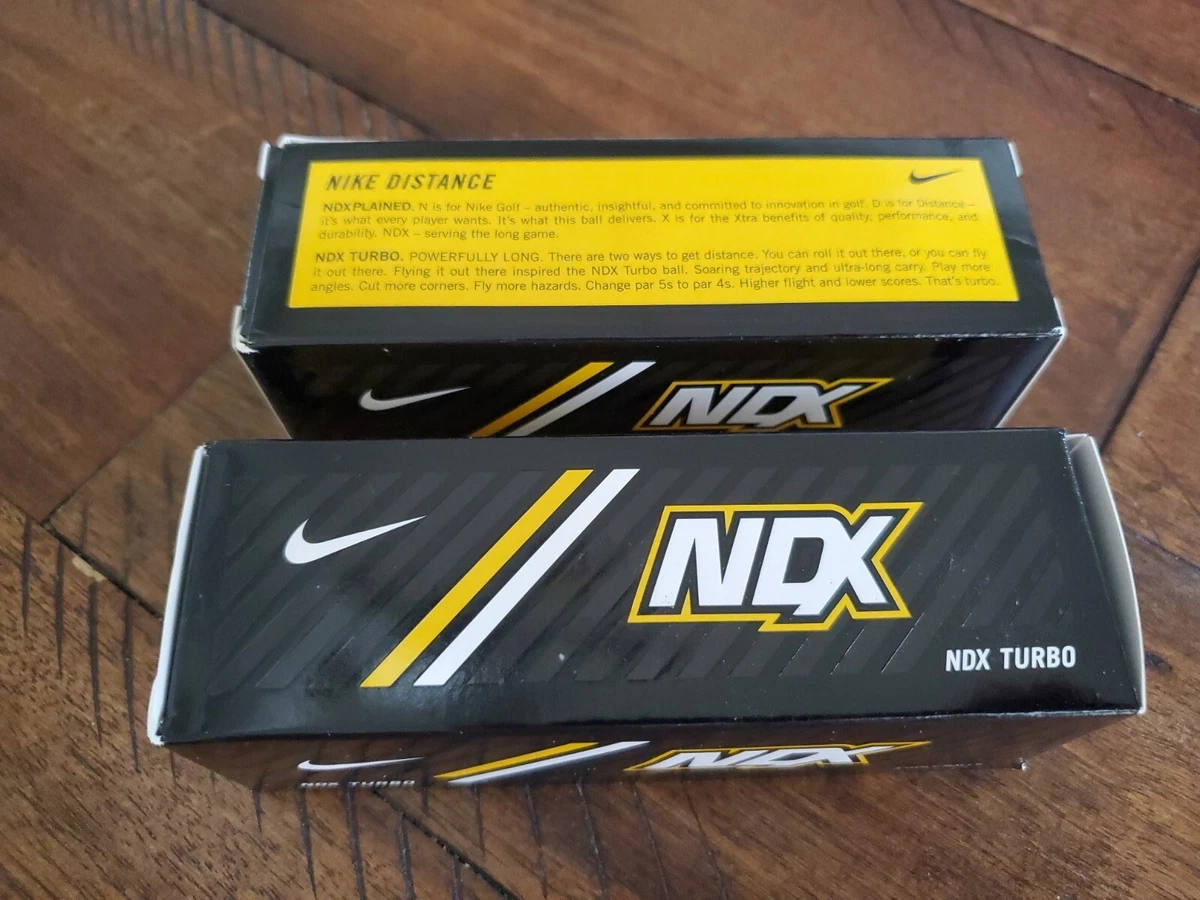 NIKE DISTANCE
NDXPLAINED. N is for Nike Golf – authentic, insightful, and committed to innovation in golf. D is for Distance –
it's what every player wants. It's what this ball delivers. X is for the Xtra benefits of quality, performance, and
durability. NDX – serving the long game.
NDX TURBO. POWERFULLY LONG. There are two ways to get distance. You can roll it out there, or you can fly
it out there. Flying it out there inspired the NDX Turbo ball. Soaring trajectory and ultra-long carry. Play more
angles. Cut more corners. Fly more hazards. Change par 5s to par 4s. Higher flight and lower scores. That's turbo.
NDX
NDX
NDX TURBO
NDX
NDX TURBO